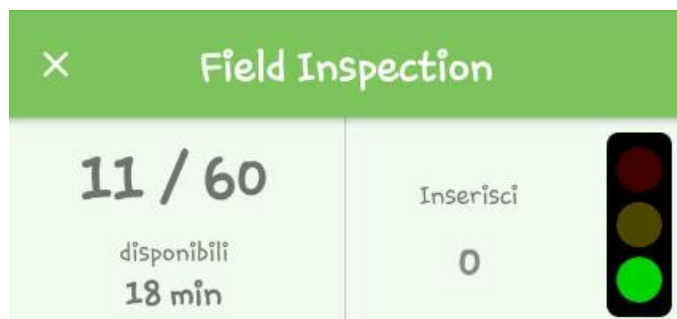 × Field Inspection
11 / 60
disponibili
18 min
Inserisci
0